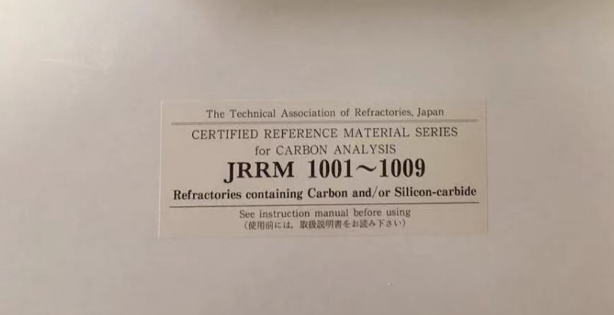 The Technical Association of Refractories, Japan
CERTIFIED REFERENCE MATERIAL SERIES
for CARBON ANALYSIS
JRRM 1001～1009
Refractories containing Carbon and/or Silicon-carbide
See instruction manual before using
（使用前には、取扱説明書をお読み下さい）